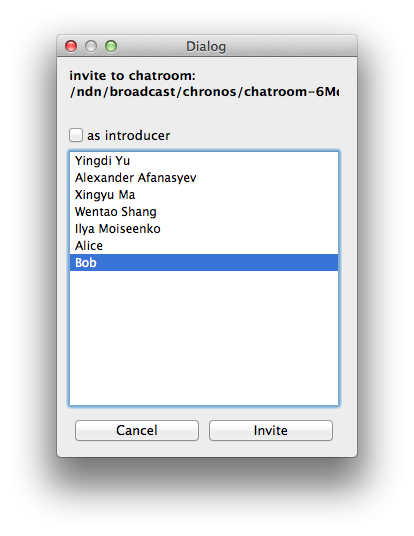 Dialog
invite to chatroom:
/ndn/broadcast/chronos/chatroom-6M
as introducer
Yingdi Yu
Alexander Afanasyev
Xingyu Ma
Wentao Shang
Ilya Moiseenko
Alice
Bob
Cancel
Invite